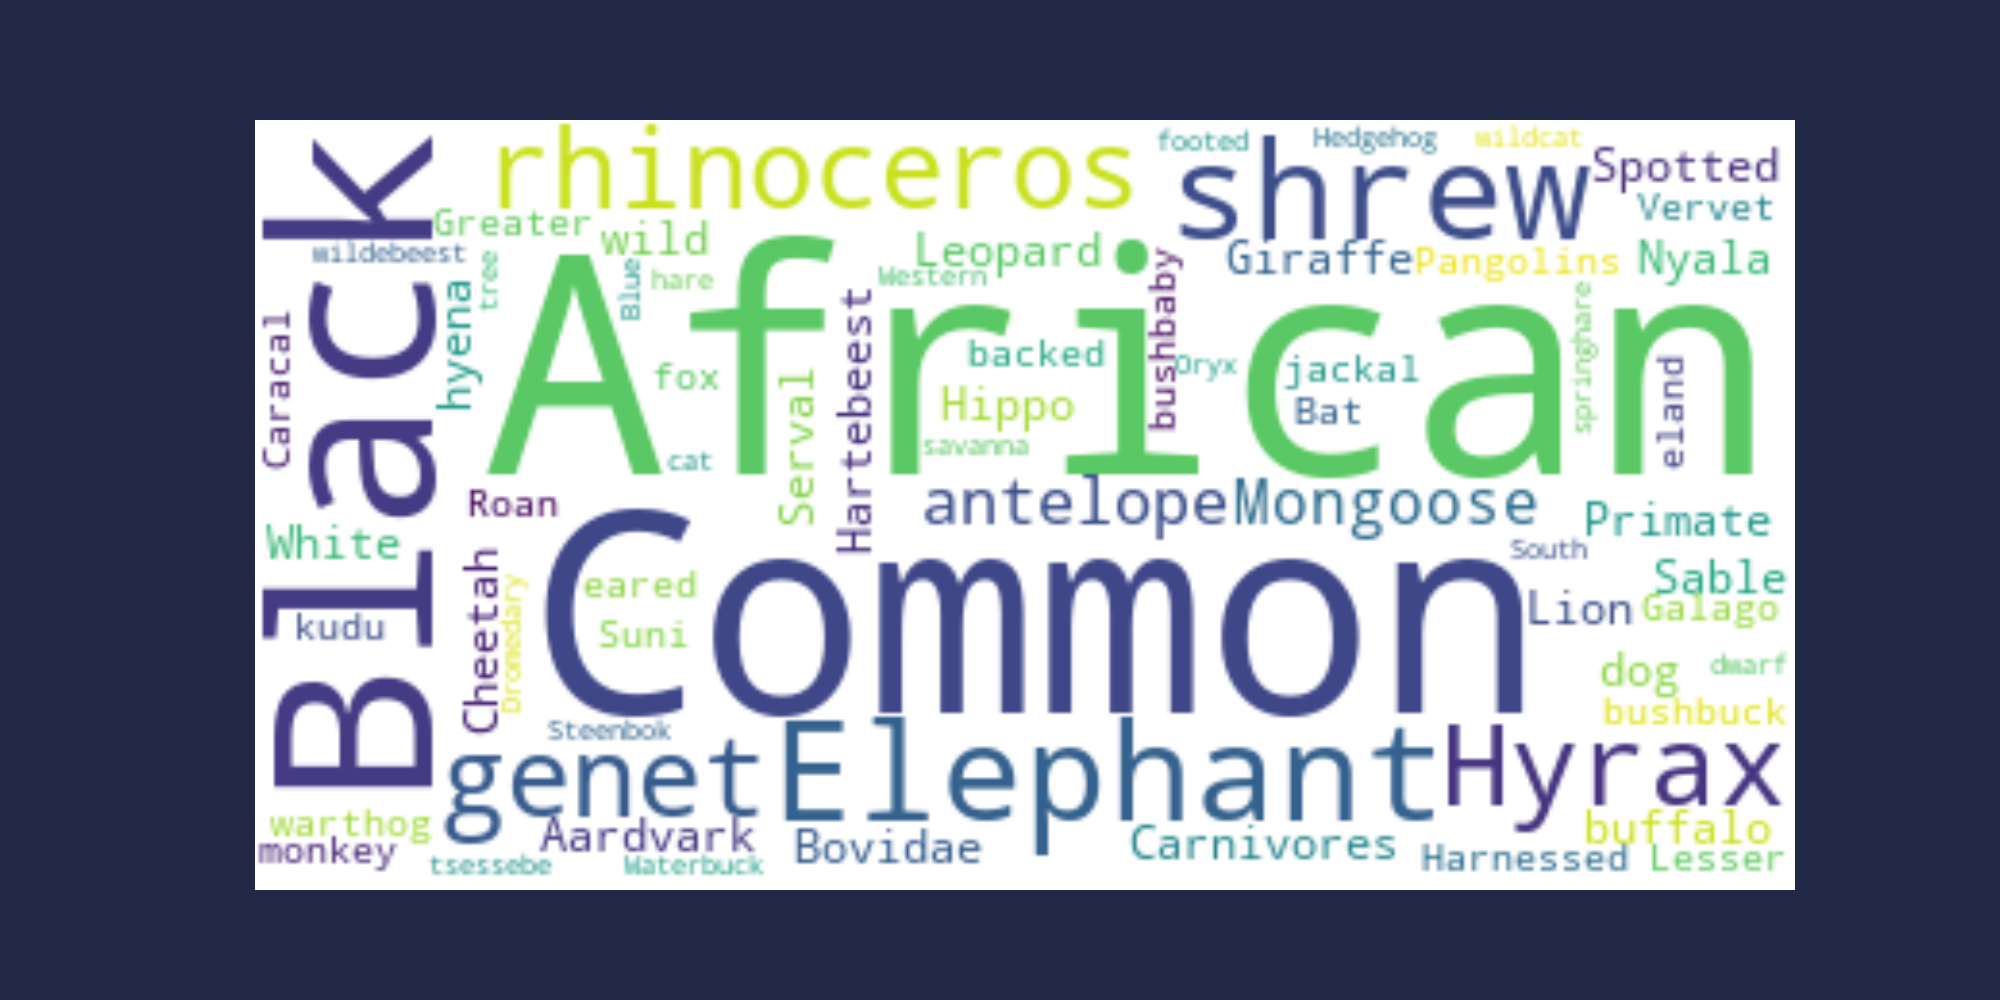 Black
rhinoceros
footed
Hedgehog
wildcat
shrew
Spotted
Vervet
Greater
wild
wildebeest
tree
Blue
hare
Leopard
Western
bushbaby
Giraffe
Pangolins
Nyala
African
Caracal
hyena
fox
Serval
Hartebeest
backed
Oryx
jackal
Hippo
Bat
springhare
eland
savanna
cat
Roan
antelope
Mongoose
Primate
White
South
Common
Cheetah
Dromedary
eared
Suni
Sable
Lion
Galago
kudu
dog
dwarf
bushbuck
Steenbok
genet
Elephant
Hyrax
warthog
monkey
Aardvark
Bovidae
Carnivores
buffalo
tsessebe
Waterbuck
Harnessed
Lesser